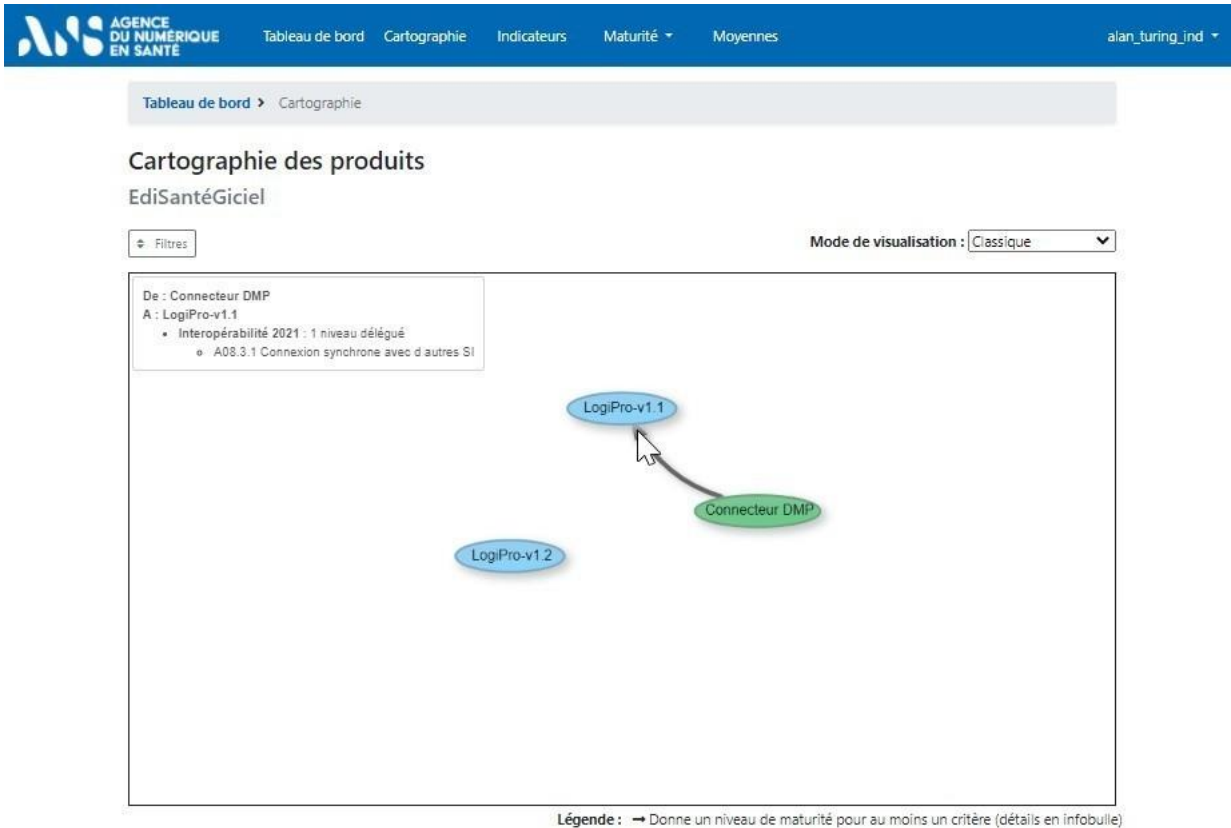 AGENCE
DU NUMÉRIQUE
EN SANTÉ
Tableau de bord Cartographie Indicateurs Maturité Moyennes alan_turing_ind
Tableau de bord > Cartographie
Cartographie des produits
EdiSantéGiciel
Filtres
Mode de visualisation : Classique
De : Connecteur DMP
A : LogiPro-v1.1
• Interopérabilité 2021 : 1 niveau délégué
o A08.3.1 Connexion synchrone avec d autres SI
LogiPro-v1.1
Connecteur DMP
LogiPro-v1.2
Légende : → Donne un niveau de maturité pour au moins un critère (détails en infobulle)